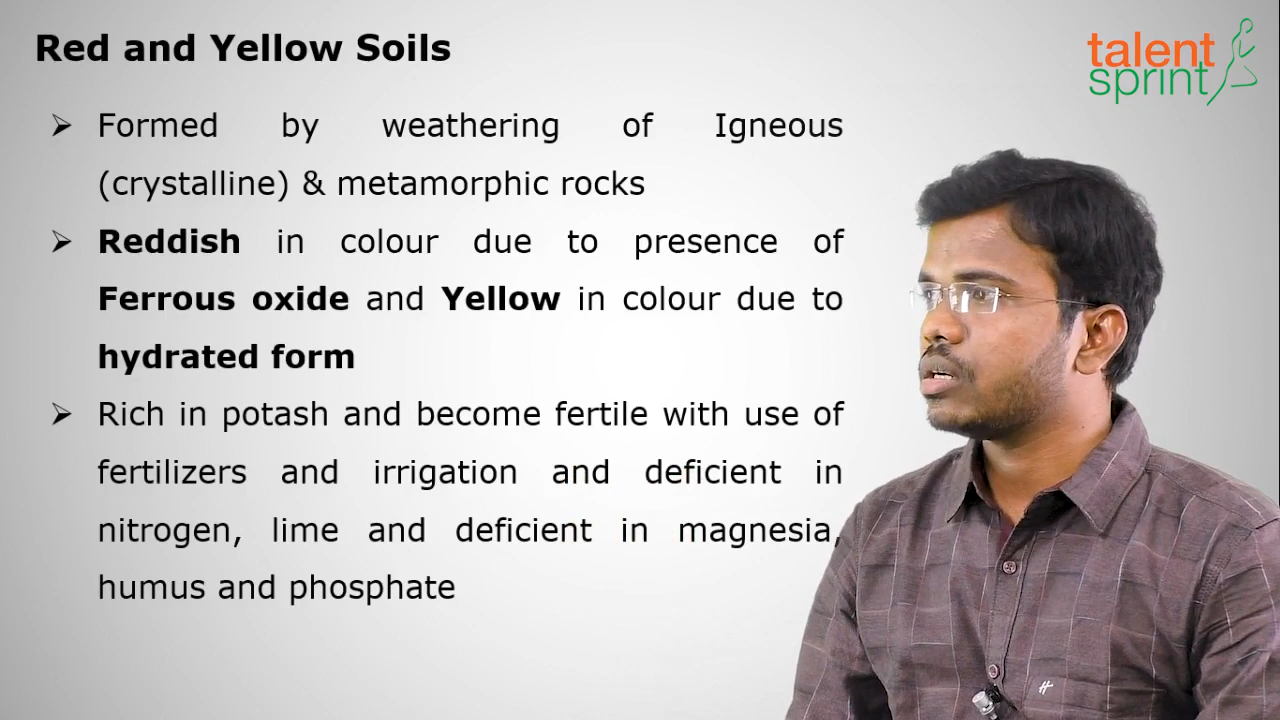 Red and Yellow Soils
talent
sprint
➢ Formed by weathering of Igneous
(crystalline) & metamorphic rocks
➢ Reddish in colour due to presence of
Ferrous oxide and Yellow in colour due to
hydrated form
➢ Rich in potash and become fertile with use of
fertilizers and irrigation and deficient in
nitrogen, lime and deficient in magnesia,
humus and phosphate